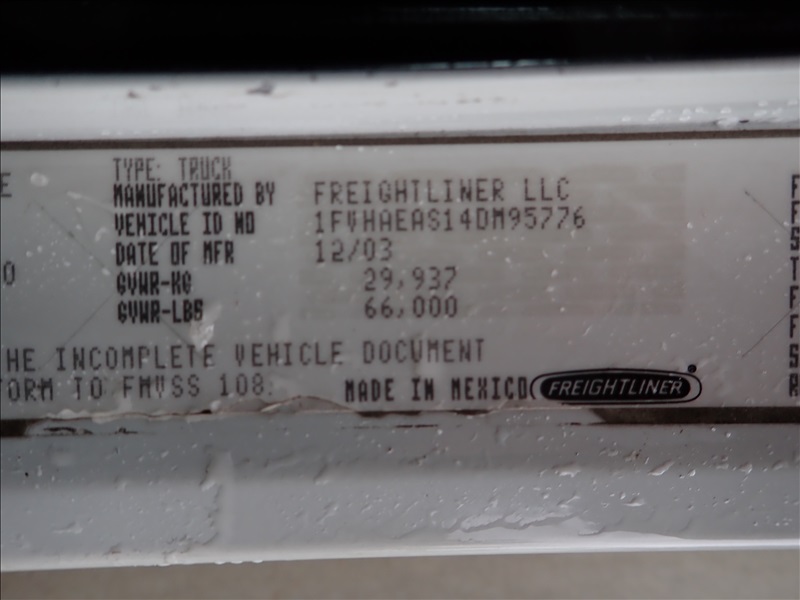 TYPE: TRUCK
MANUFACTURED BY FREIGHTLINER LLC
VEHICLE ID NO 1FVHAEAS14DM95776
DATE OF MFR 12/03
GVWR-KG 29,937
GVWR-LBS 66,000
HE INCOMPLETE VEHICLE DOCUMENT
ORM TO FMVSS 108.
MADE IN MEXICO FREIGHTLINER
E
0
F
F
S
T
F
F
S
R